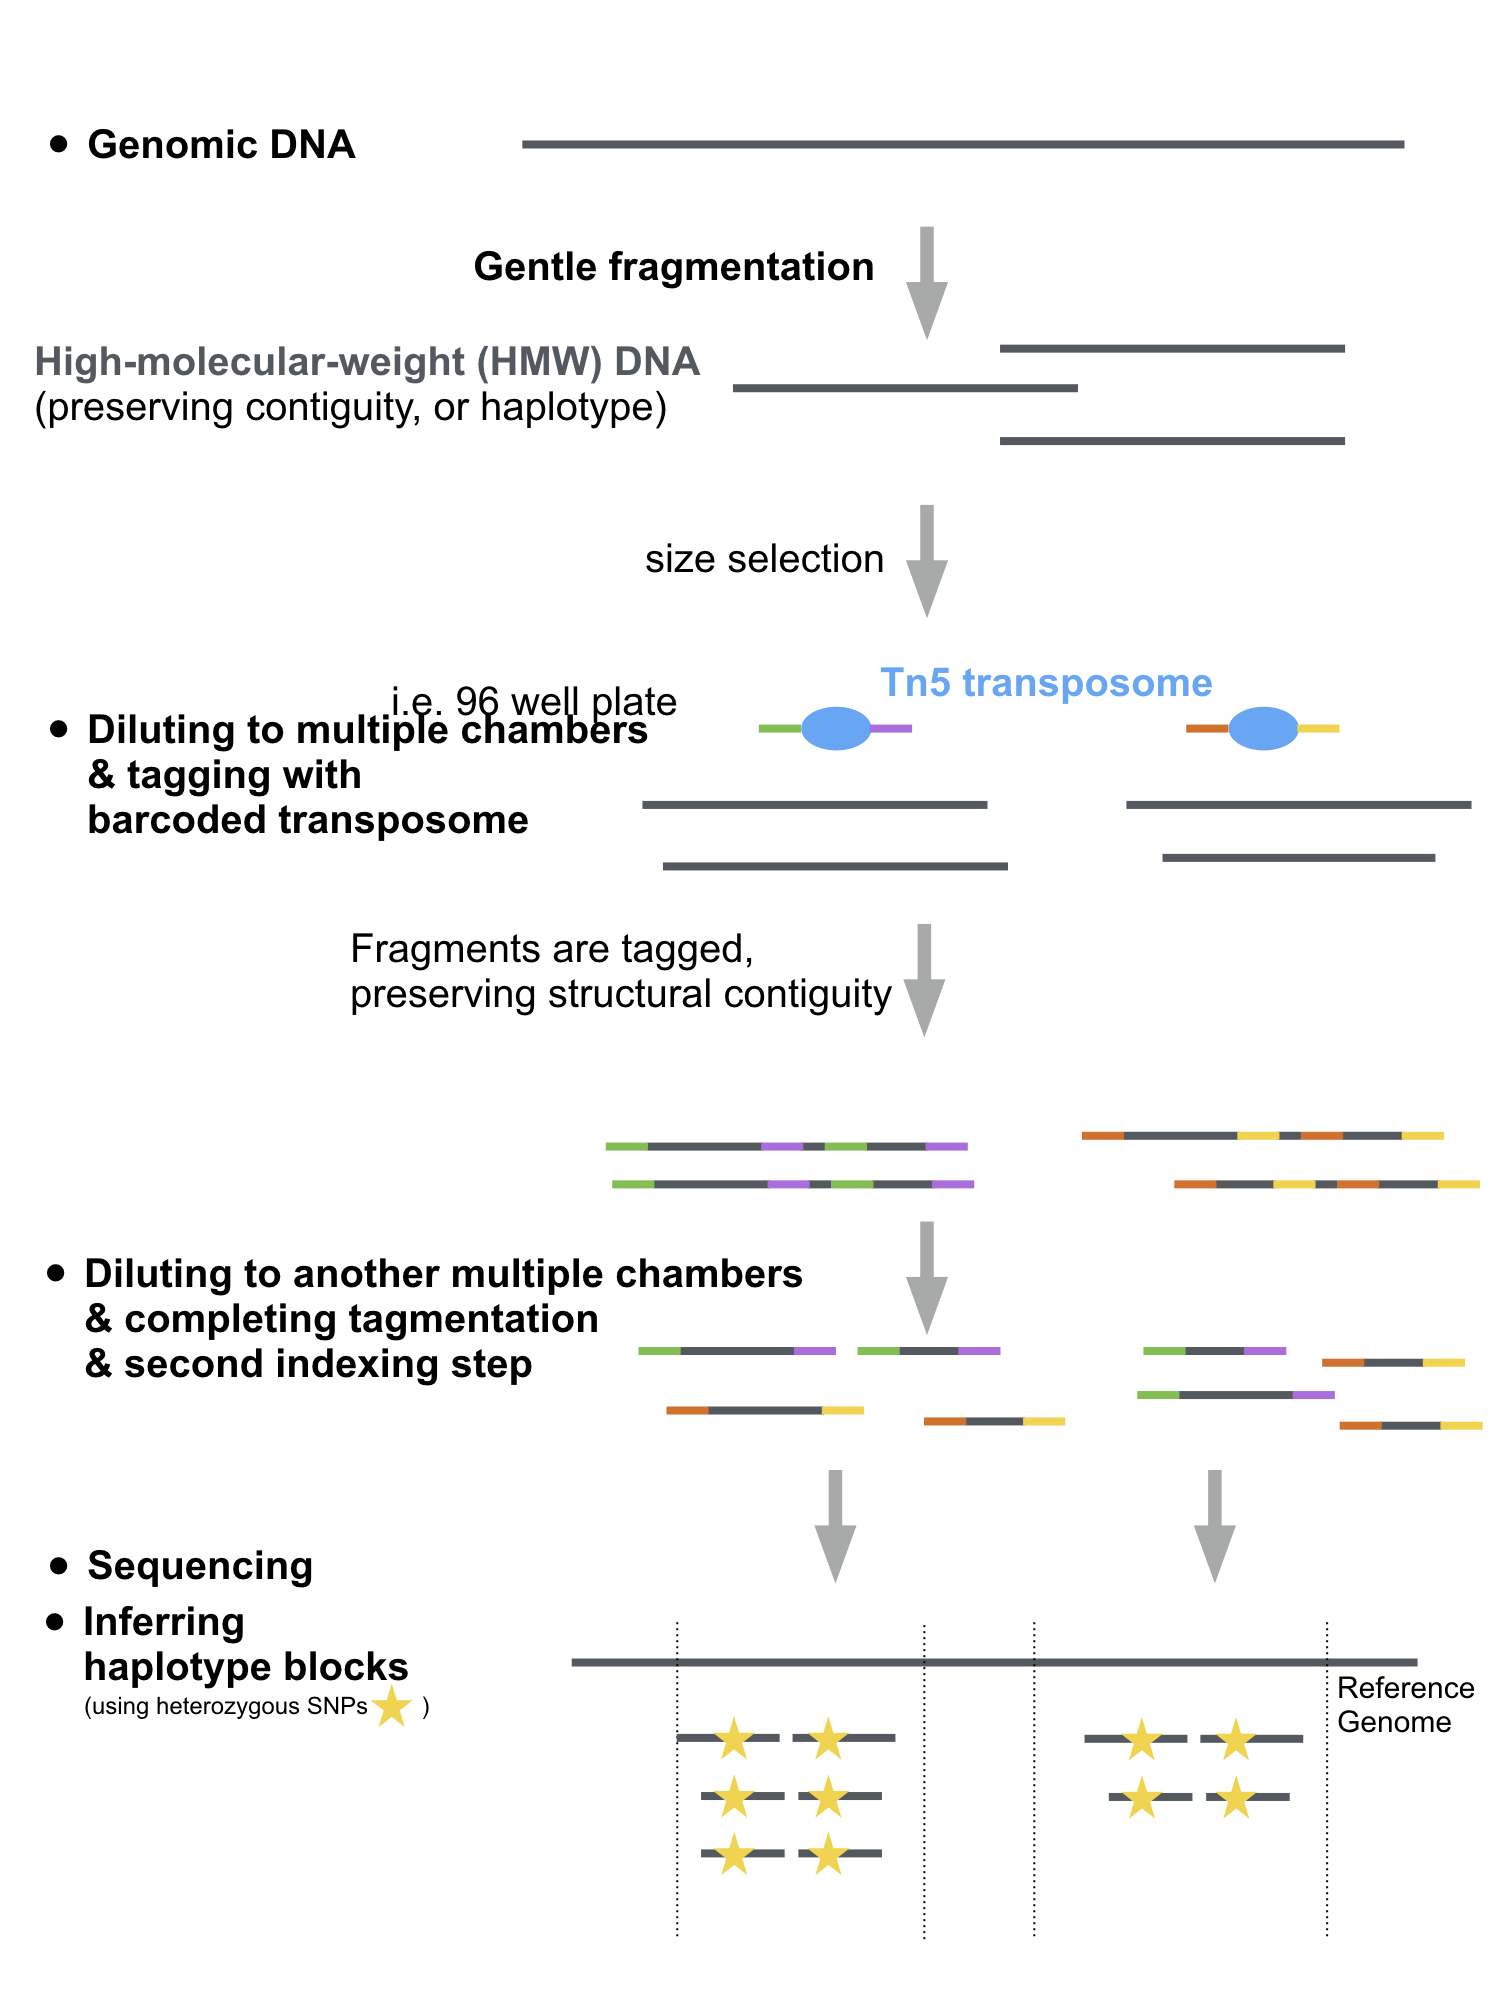 Genomic DNA
Gentle fragmentation
High-molecular-weight (HMW) DNA
(preserving contiguity, or haplotype)
size selection
Tn5 transposome
i.e. 96 well plate
Diluting to multiple chambers
& tagging with
barcoded transposome
Fragments are tagged,
preserving structural contiguity
Diluting to another multiple chambers
& completing tagmentation
& second indexing step
Sequencing
Inferring
haplotype blocks
(using heterozygous SNPs )
Reference
Genome